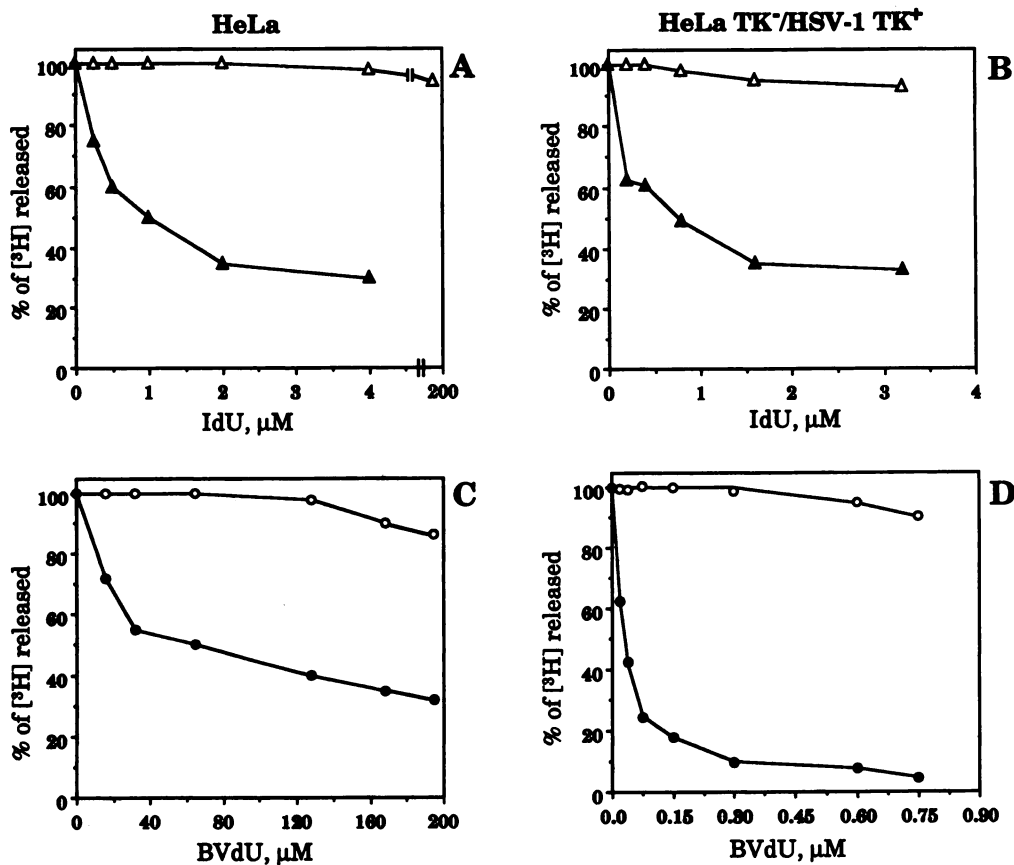 HeLa
HeLa TK⁻/HSV-1 TK⁺
A
% of [³H] released
100
80
60
40
20
0
0 1 2 3 4 200
IdU, μM
B
% of [³H] released
100
80
60
40
20
0
0 1 2 3 4
IdU, μM
C
% of [³H] released
100
80
60
40
20
0
0 40 80 120 160 200
BVdU, μM
D
% of [³H] released
100
80
60
40
20
0
0.0 0.15 0.30 0.45 0.60 0.75 0.90
BVdU, μM